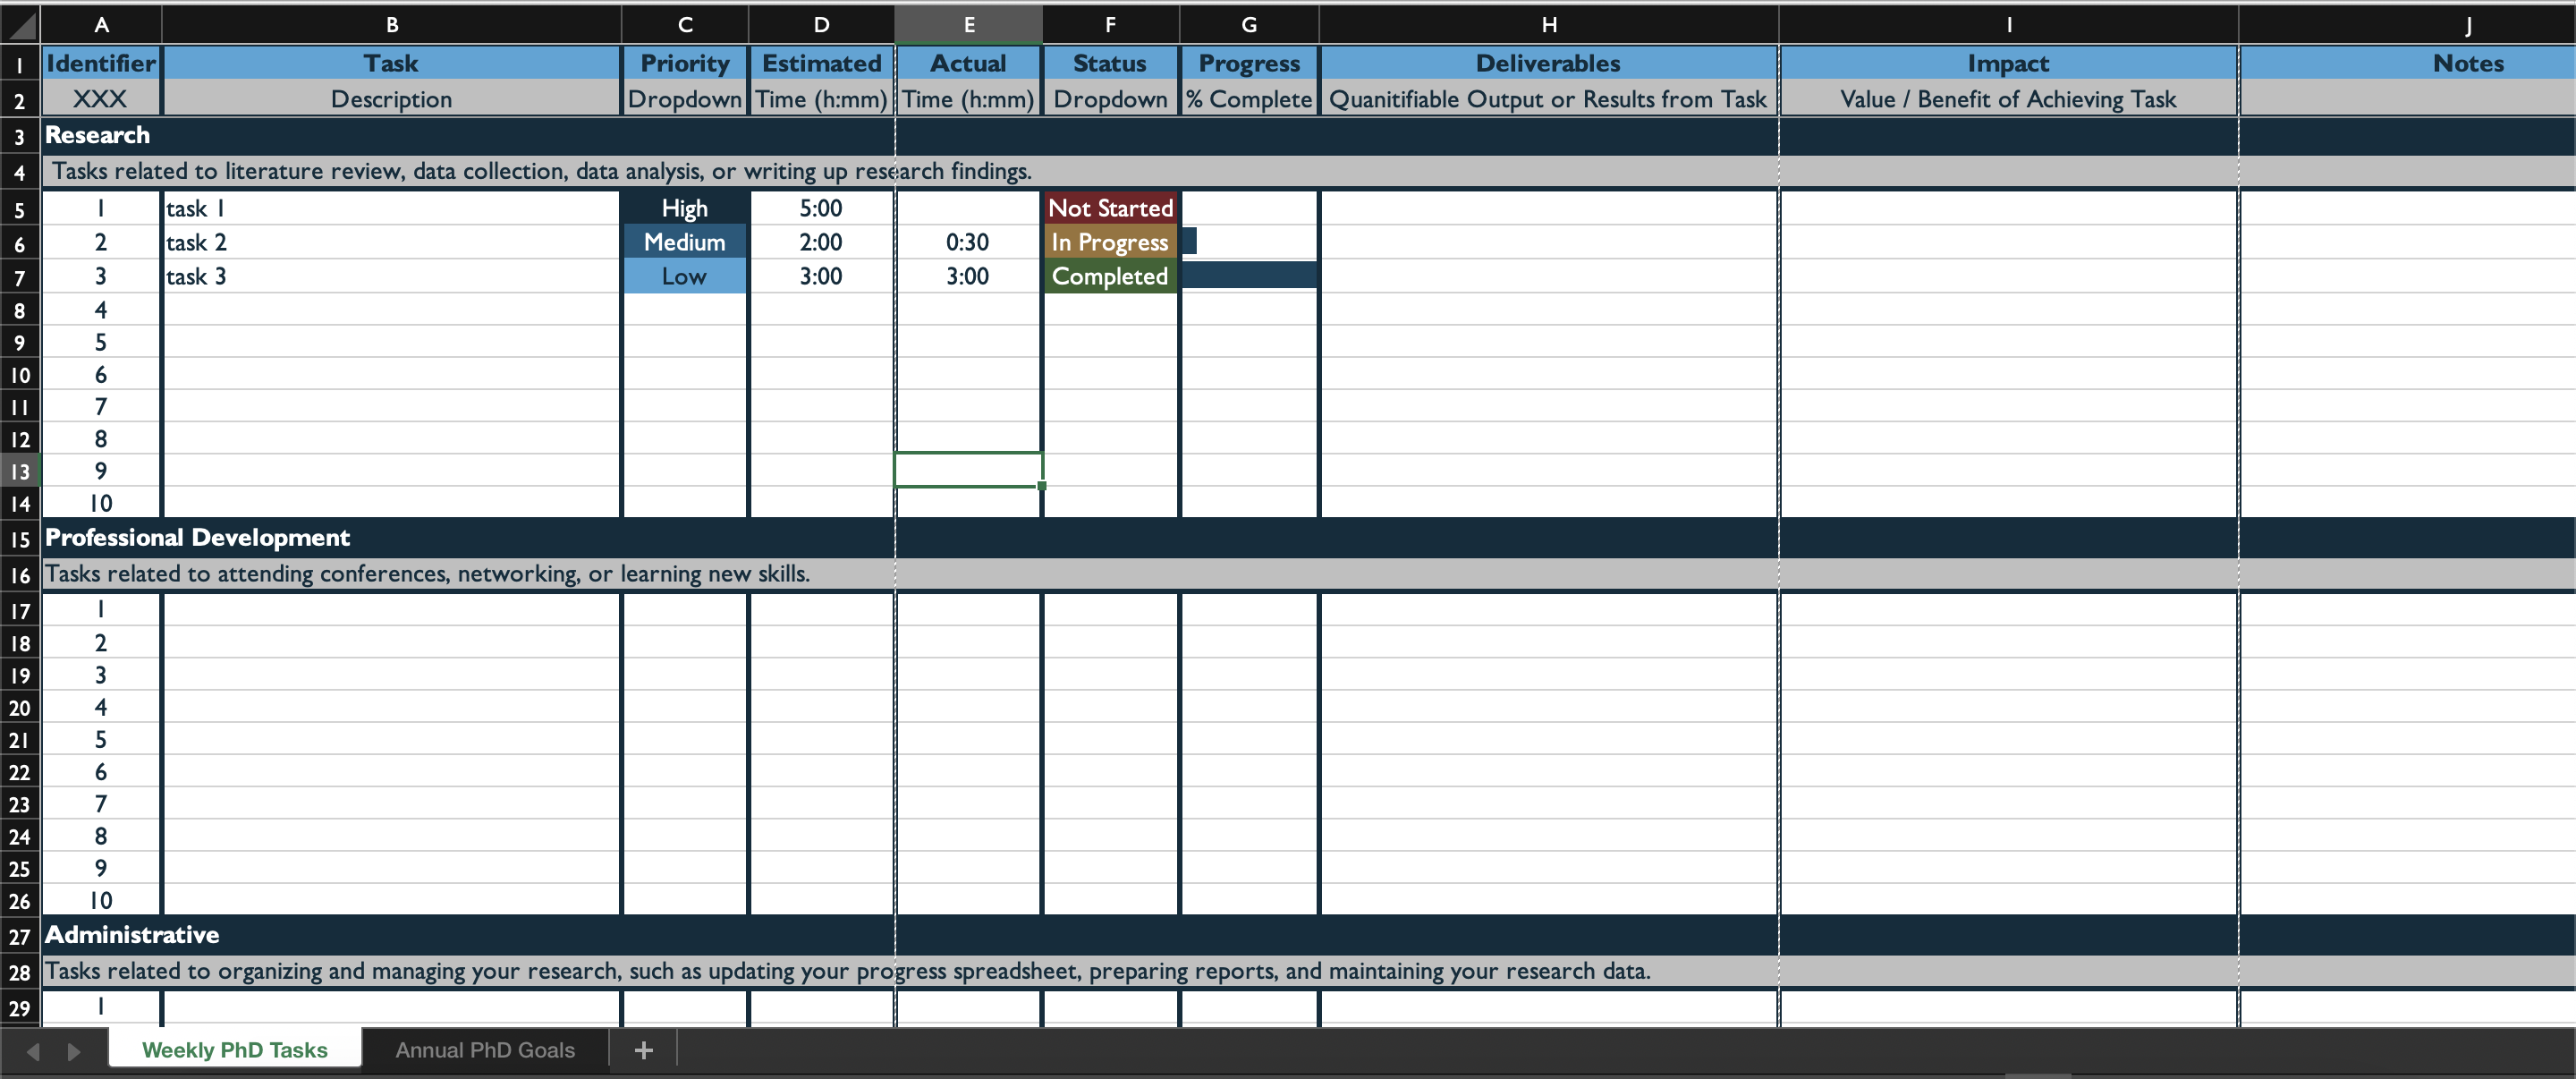 A B C D E F G H I J
1 Identifier Task Priority Estimated Actual Status Progress Deliverables Impact Notes
2 XXX Description Dropdown Time (h:mm) Time (h:mm) Dropdown % Complete Quanitifiable Output or Results from Task Value / Benefit of Achieving Task
3 Research
4 Tasks related to literature review, data collection, data analysis, or writing up research findings.
5 1 task 1 High 5:00 Not Started
6 2 task 2 Medium 2:00 0:30 In Progress
7 3 task 3 Low 3:00 3:00 Completed
8 4
9 5
10 6
11 7
12 8
13 9
14 10
15 Professional Development
16 Tasks related to attending conferences, networking, or learning new skills.
17 1
18 2
19 3
20 4
21 5
22 6
23 7
24 8
25 9
26 10
27 Administrative
28 Tasks related to organizing and managing your research, such as updating your progress spreadsheet, preparing reports, and maintaining your research data.
29 1
Weekly PhD Tasks Annual PhD Goals +